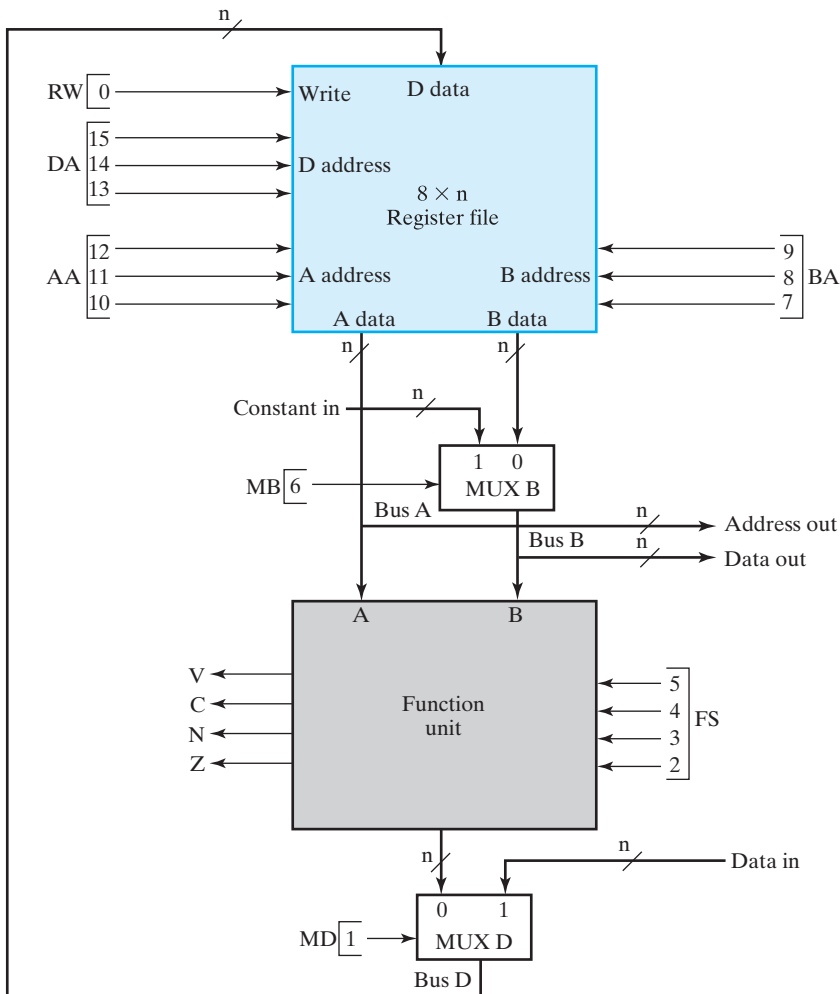 n
RW 0 Write D data
15
DA 14 D address
13
8 × n
Register file
12 9
AA 11 A address B address 8 BA
10 7
A data B data
n n
Constant in n
1 0
MB 6 MUX B
Bus A n Address out
Bus B n Data out
A B
V 5
C Function 4 FS
N unit 3
Z 2
n n Data in
0 1
MD 1 MUX D
Bus D